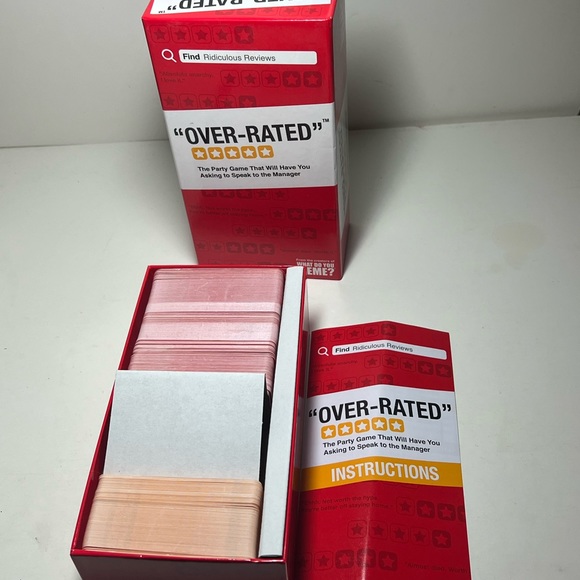 OVER-RATED
™
Find Ridiculous Reviews
“OVER-RATED”™
The Party Game That Will Have You
Asking to Speak to the Manager
WHAT DO YOU
MEME?
Find Ridiculous Reviews
“OVER-RATED”
The Party Game That Will Have You
Asking to Speak to the Manager
INSTRUCTIONS